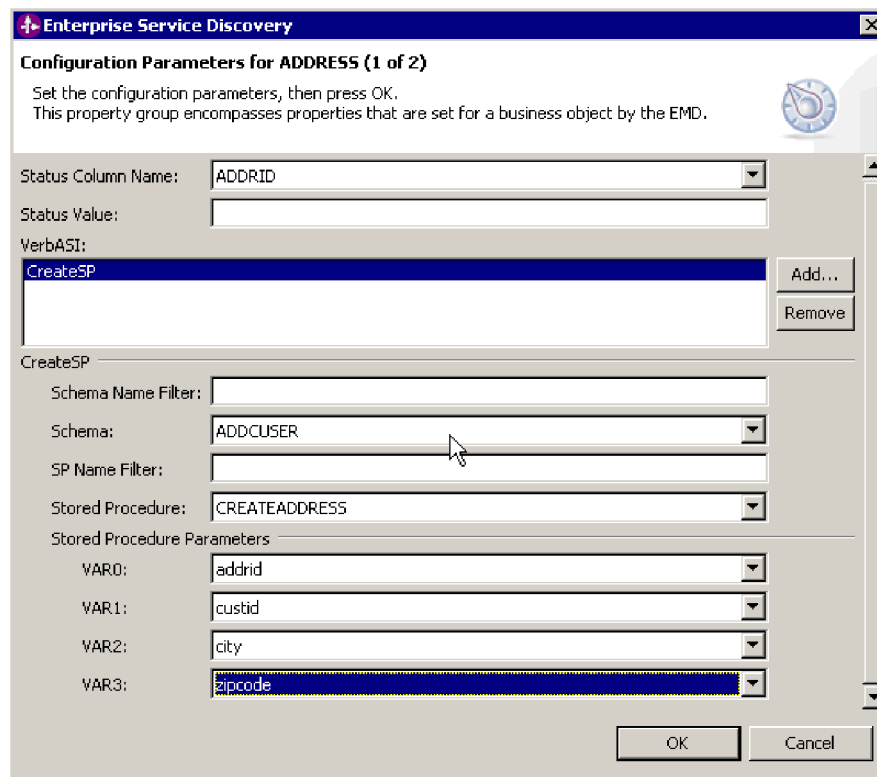 Enterprise Service Discovery
Configuration Parameters for ADDRESS (1 of 2)
Set the configuration parameters, then press OK.
This property group encompasses properties that are set for a business object by the EMD.
Status Column Name: ADDRID
Status Value:
VerbASI:
CreateSP
Add...
Remove
CreateSP
Schema Name Filter:
Schema: ADDCUSER
SP Name Filter:
Stored Procedure: CREATEADDRESS
Stored Procedure Parameters
VAR0: addrid
VAR1: custid
VAR2: city
VAR3: zipcode
OK Cancel